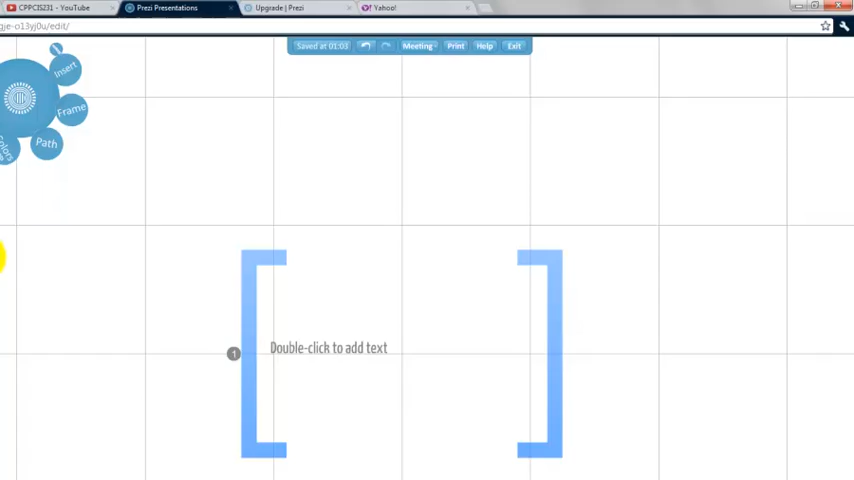 CPPCIS231 - YouTube
Prezi Presentations
Upgrade | Prezi
Yahoo!
gje-o13yj0u/edit/
Saved at 01:03
Meeting
Print
Help
Exit
Insert
Frame
Path
Colors
1
Double-click to add text